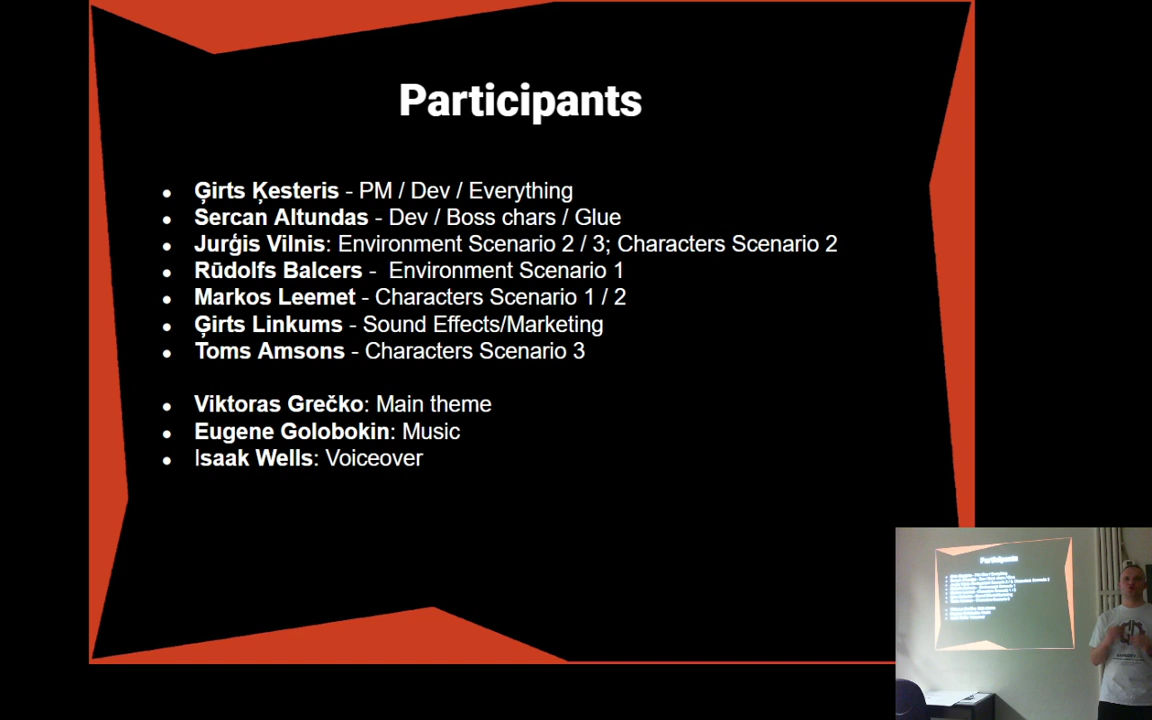 Participants
● Ģirts Ķesteris - PM / Dev / Everything
● Sercan Altundas - Dev / Boss chars / Glue
● Jurģis Vilnis: Environment Scenario 2 / 3; Characters Scenario 2
● Rūdolfs Balcers -  Environment Scenario 1
● Markos Leemet - Characters Scenario 1 / 2
● Ģirts Linkums - Sound Effects/Marketing
● Toms Amsons - Characters Scenario 3
● Viktoras Grečko: Main theme
● Eugene Golobokin: Music
● Isaak Wells: Voiceover
Participants